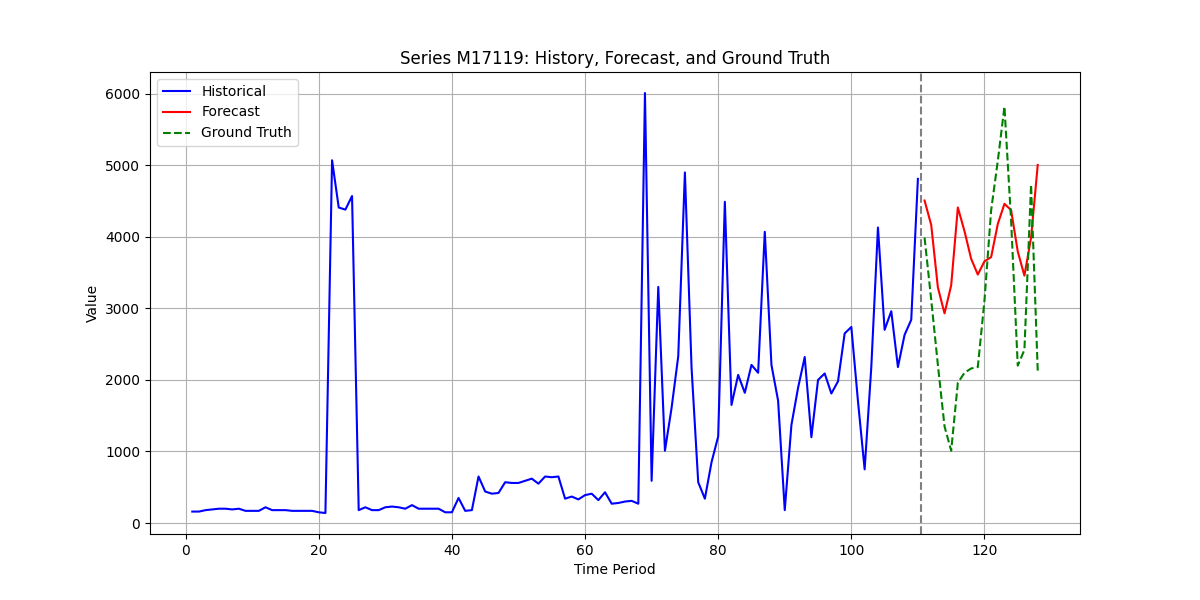 Series M17119: History, Forecast, and Ground Truth
Historical
Forecast
Ground Truth
6000
5000
4000
3000
2000
1000
0
Value
0 20 40 60 80 100 120
Time Period